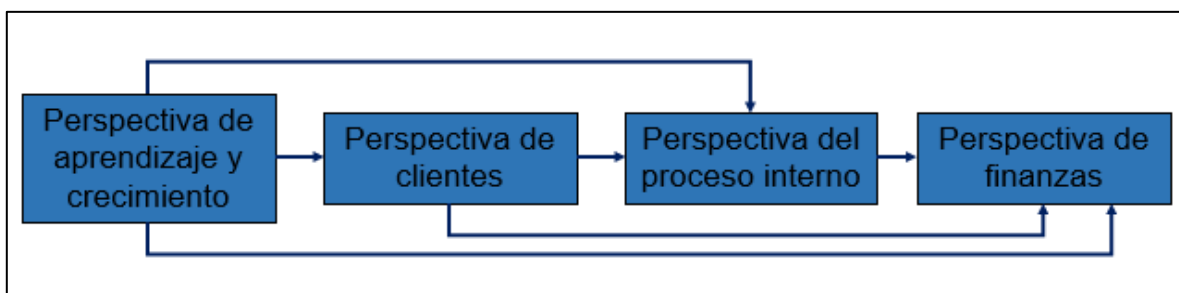 Perspectiva de
aprendizaje y
crecimiento
Perspectiva de
clientes
Perspectiva del
proceso interno
Perspectiva de
finanzas